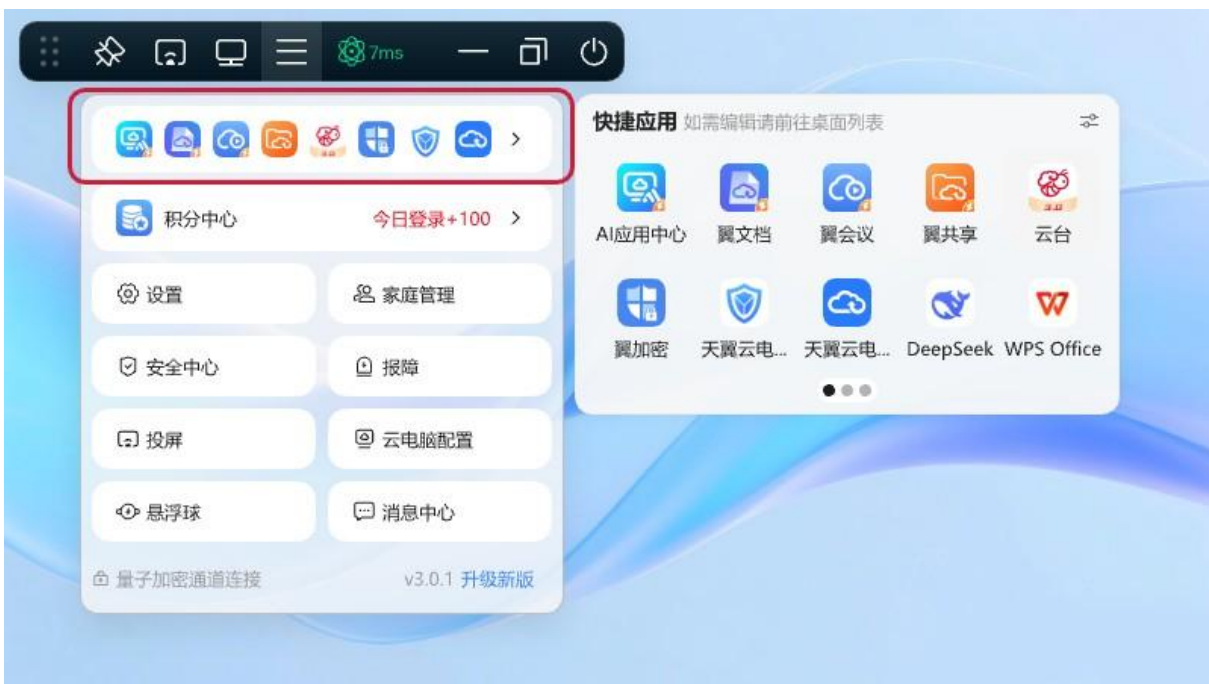 7ms
快捷应用 如需编辑请前往桌面列表
积分中心 今日登录+100
AI应用中心 翼文档 翼会议 翼共享 云台
3.0
设置 家庭管理
翼加密 天翼云电... 天翼云电... DeepSeek WPS Office
安全中心 报障
投屏 云电脑配置
悬浮球 消息中心
量子加密通道连接 v3.0.1 升级新版